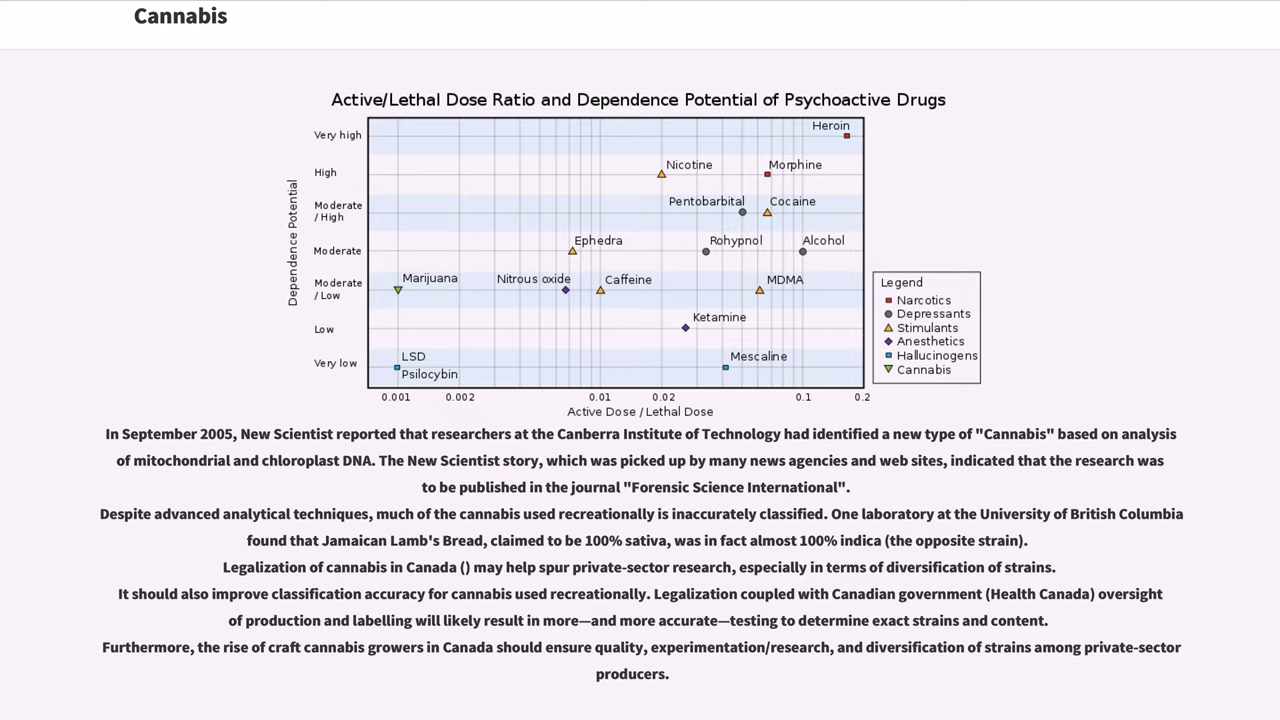 Cannabis
Active/Lethal Dose Ratio and Dependence Potential of Psychoactive Drugs
Dependence Potential
Very high
High
Moderate
/ High
Moderate
Moderate
/ Low
Low
Very low
Heroin
Nicotine
Morphine
Pentobarbital
Cocaine
Ephedra
Rohypnol
Alcohol
Marijuana
Nitrous oxide
Caffeine
MDMA
Ketamine
LSD
Psilocybin
Mescaline
0.001
0.002
0.01
0.02
0.1
0.2
Active Dose / Lethal Dose
Legend
Narcotics
Depressants
Stimulants
Anesthetics
Hallucinogens
Cannabis
In September 2005, New Scientist reported that researchers at the Canberra Institute of Technology had identified a new type of "Cannabis" based on analysis
of mitochondrial and chloroplast DNA. The New Scientist story, which was picked up by many news agencies and web sites, indicated that the research was
to be published in the journal "Forensic Science International".
Despite advanced analytical techniques, much of the cannabis used recreationally is inaccurately classified. One laboratory at the University of British Columbia
found that Jamaican Lamb's Bread, claimed to be 100% sativa, was in fact almost 100% indica (the opposite strain).
Legalization of cannabis in Canada () may help spur private-sector research, especially in terms of diversification of strains.
It should also improve classification accuracy for cannabis used recreationally. Legalization coupled with Canadian government (Health Canada) oversight
of production and labelling will likely result in more—and more accurate—testing to determine exact strains and content.
Furthermore, the rise of craft cannabis growers in Canada should ensure quality, experimentation/research, and diversification of strains among private-sector
producers.